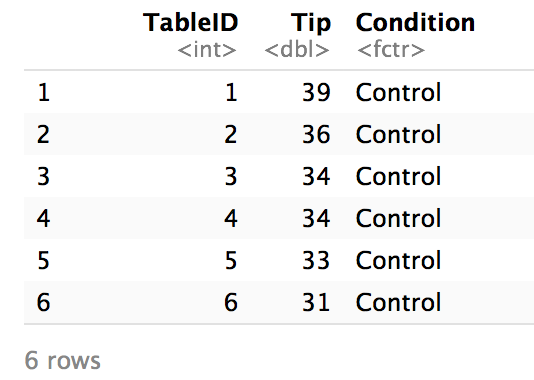 TableID Tip Condition
<int> <dbl> <fctr>
1 1 39 Control
2 2 36 Control
3 3 34 Control
4 4 34 Control
5 5 33 Control
6 6 31 Control
6 rows